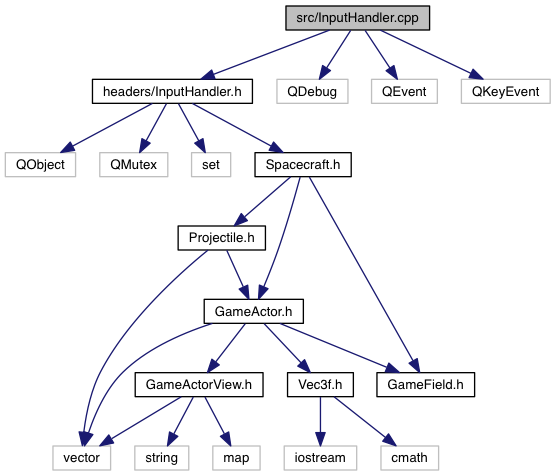 src/InputHandler.cpp
headers/InputHandler.h
QDebug
QEvent
QKeyEvent
QObject
QMutex
set
Spacecraft.h
Projectile.h
GameActor.h
GameActorView.h
Vec3f.h
GameField.h
vector
string
map
iostream
cmath